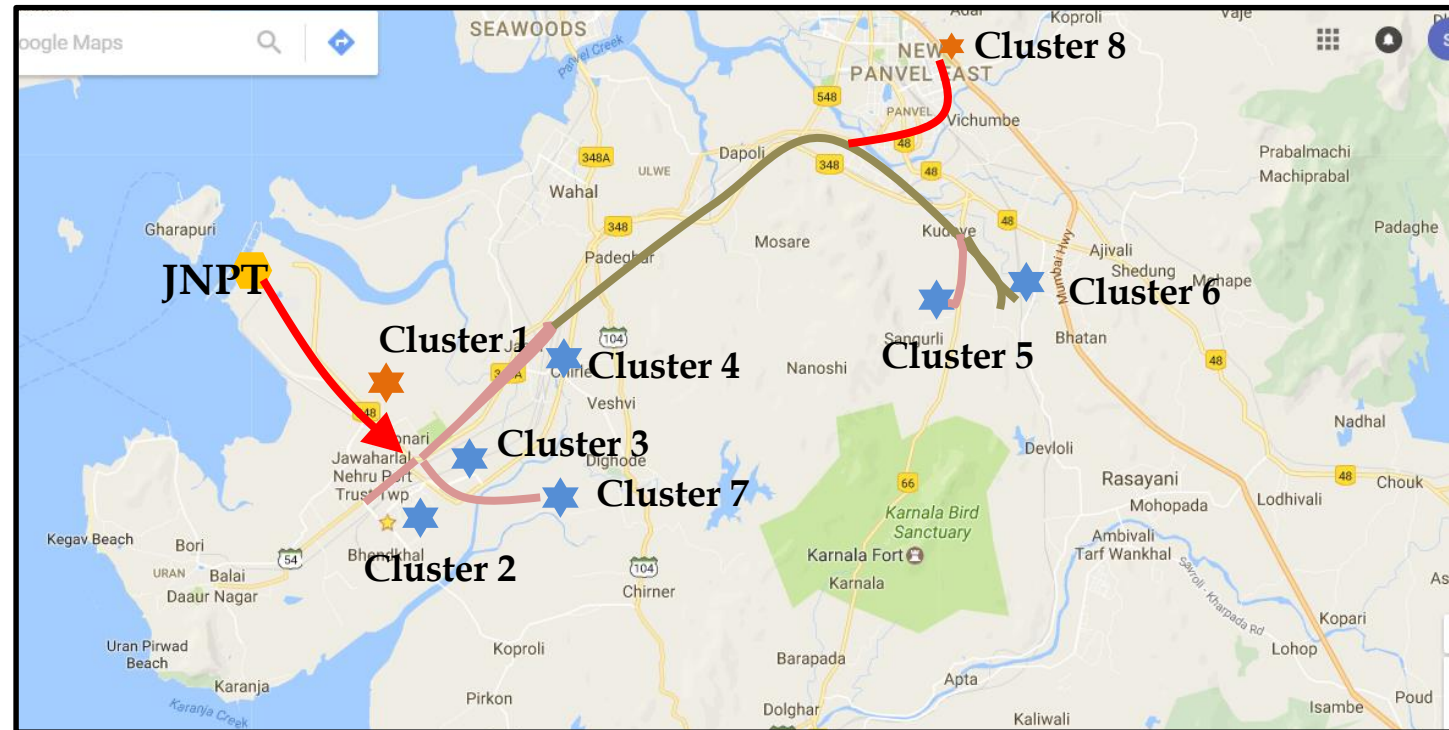 oogle Maps
SEAWOODS
Panvel Creek
Koproli
Vaje
NEW
PANVEL EAST
Cluster 8
548
PANVEL
Vichumbe
48
348A
ULWE
Dapoli
348
48
Prabalmachi
Machiprabal
Wahal
Gharapuri
348
48
Padaghe
Mosare
Kudave
Ajivali
Padeghar
Mumbai Hwy
Shedung
Mohape
JNPT
Cluster 6
Cluster 1
104
Sangurli
Bhatan
Cluster 5
Cluster 4
Nanoshi
48
Veshvi
Nadhal
Cluster 3
Jawaharlal
Nehru Port
Trust Twp
Dighode
Devloli
Cluster 7
66
Rasayani
48
Chouk
Mohopada
Lodhivali
Karnala Bird
Sanctuary
Kegav Beach
Bori
54
Bhendkhal
Cluster 2
Karnala Fort
Ambivali
Tarf Wankhal
URAN
Balai
104
Karnala
As
Daaur Nagar
Chirner
Savroli - Kharpada Rd
Kopari
Uran Pirwad
Beach
Koproli
Barapada
Lohop
Karanja
Apta
Pirkon
Karanja Creek
Dolghar
Kaliwali
Isambe
Poud